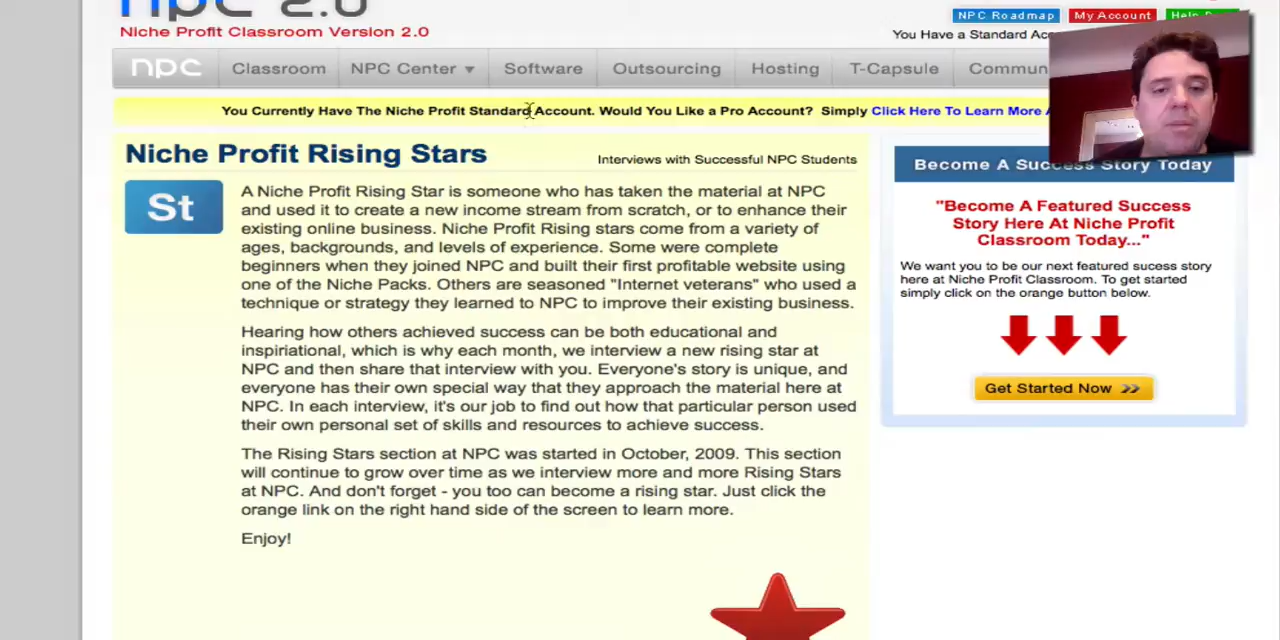 npc 2.0
Niche Profit Classroom Version 2.0
NPC Roadmap My Account Help
You Have a Standard Acc
npc Classroom NPC Center Software Outsourcing Hosting T-Capsule Commun
You Currently Have The Niche Profit Standard Account. Would You Like a Pro Account? Simply Click Here To Learn More
Niche Profit Rising Stars
Interviews with Successful NPC Students
St
A Niche Profit Rising Star is someone who has taken the material at NPC
and used it to create a new income stream from scratch, or to enhance their
existing online business. Niche Profit Rising stars come from a variety of
ages, backgrounds, and levels of experience. Some were complete
beginners when they joined NPC and built their first profitable website using
one of the Niche Packs. Others are seasoned "Internet veterans" who used a
technique or strategy they learned to NPC to improve their existing business.
Hearing how others achieved success can be both educational and
inspiriational, which is why each month, we interview a new rising star at
NPC and then share that interview with you. Everyone's story is unique, and
everyone has their own special way that they approach the material here at
NPC. In each interview, it's our job to find out how that particular person used
their own personal set of skills and resources to achieve success.
The Rising Stars section at NPC was started in October, 2009. This section
will continue to grow over time as we interview more and more Rising Stars
at NPC. And don't forget - you too can become a rising star. Just click the
orange link on the right hand side of the screen to learn more.
Enjoy!
Become A Success Story Today
"Become A Featured Success
Story Here At Niche Profit
Classroom Today..."
We want you to be our next featured sucess story
here at Niche Profit Classroom. To get started
simply click on the orange button below.
Get Started Now